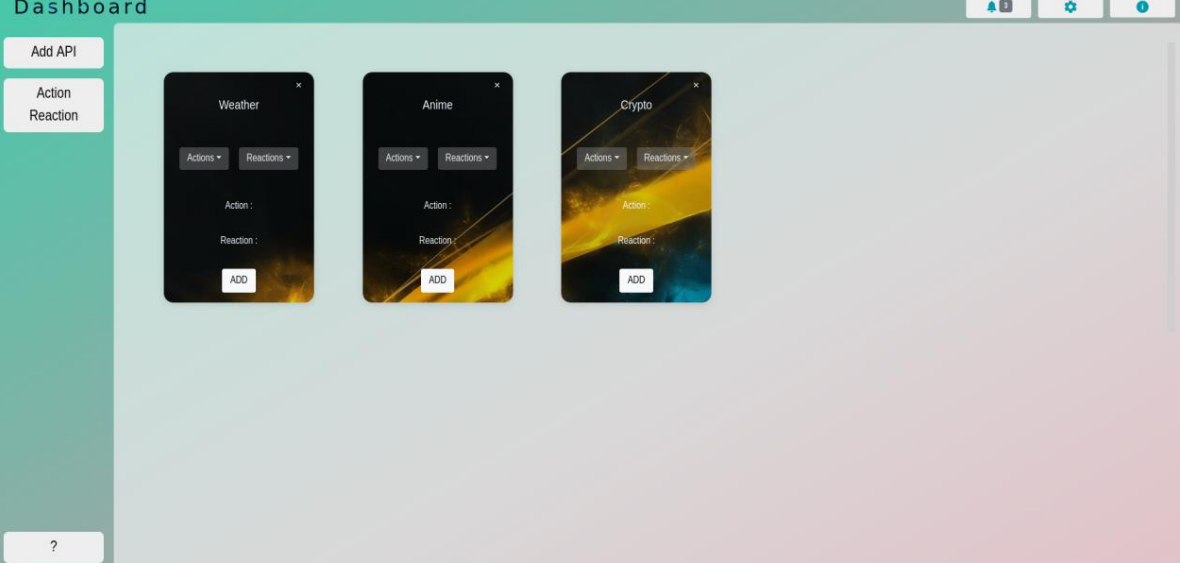 Dashboard
3
Add API
Action
Reaction
Weather
×
Actions
Reactions
Action :
Reaction :
ADD
Anime
×
Actions
Reactions
Action :
Reaction :
ADD
Crypto
×
Actions
Reactions
Action :
Reaction :
ADD
?